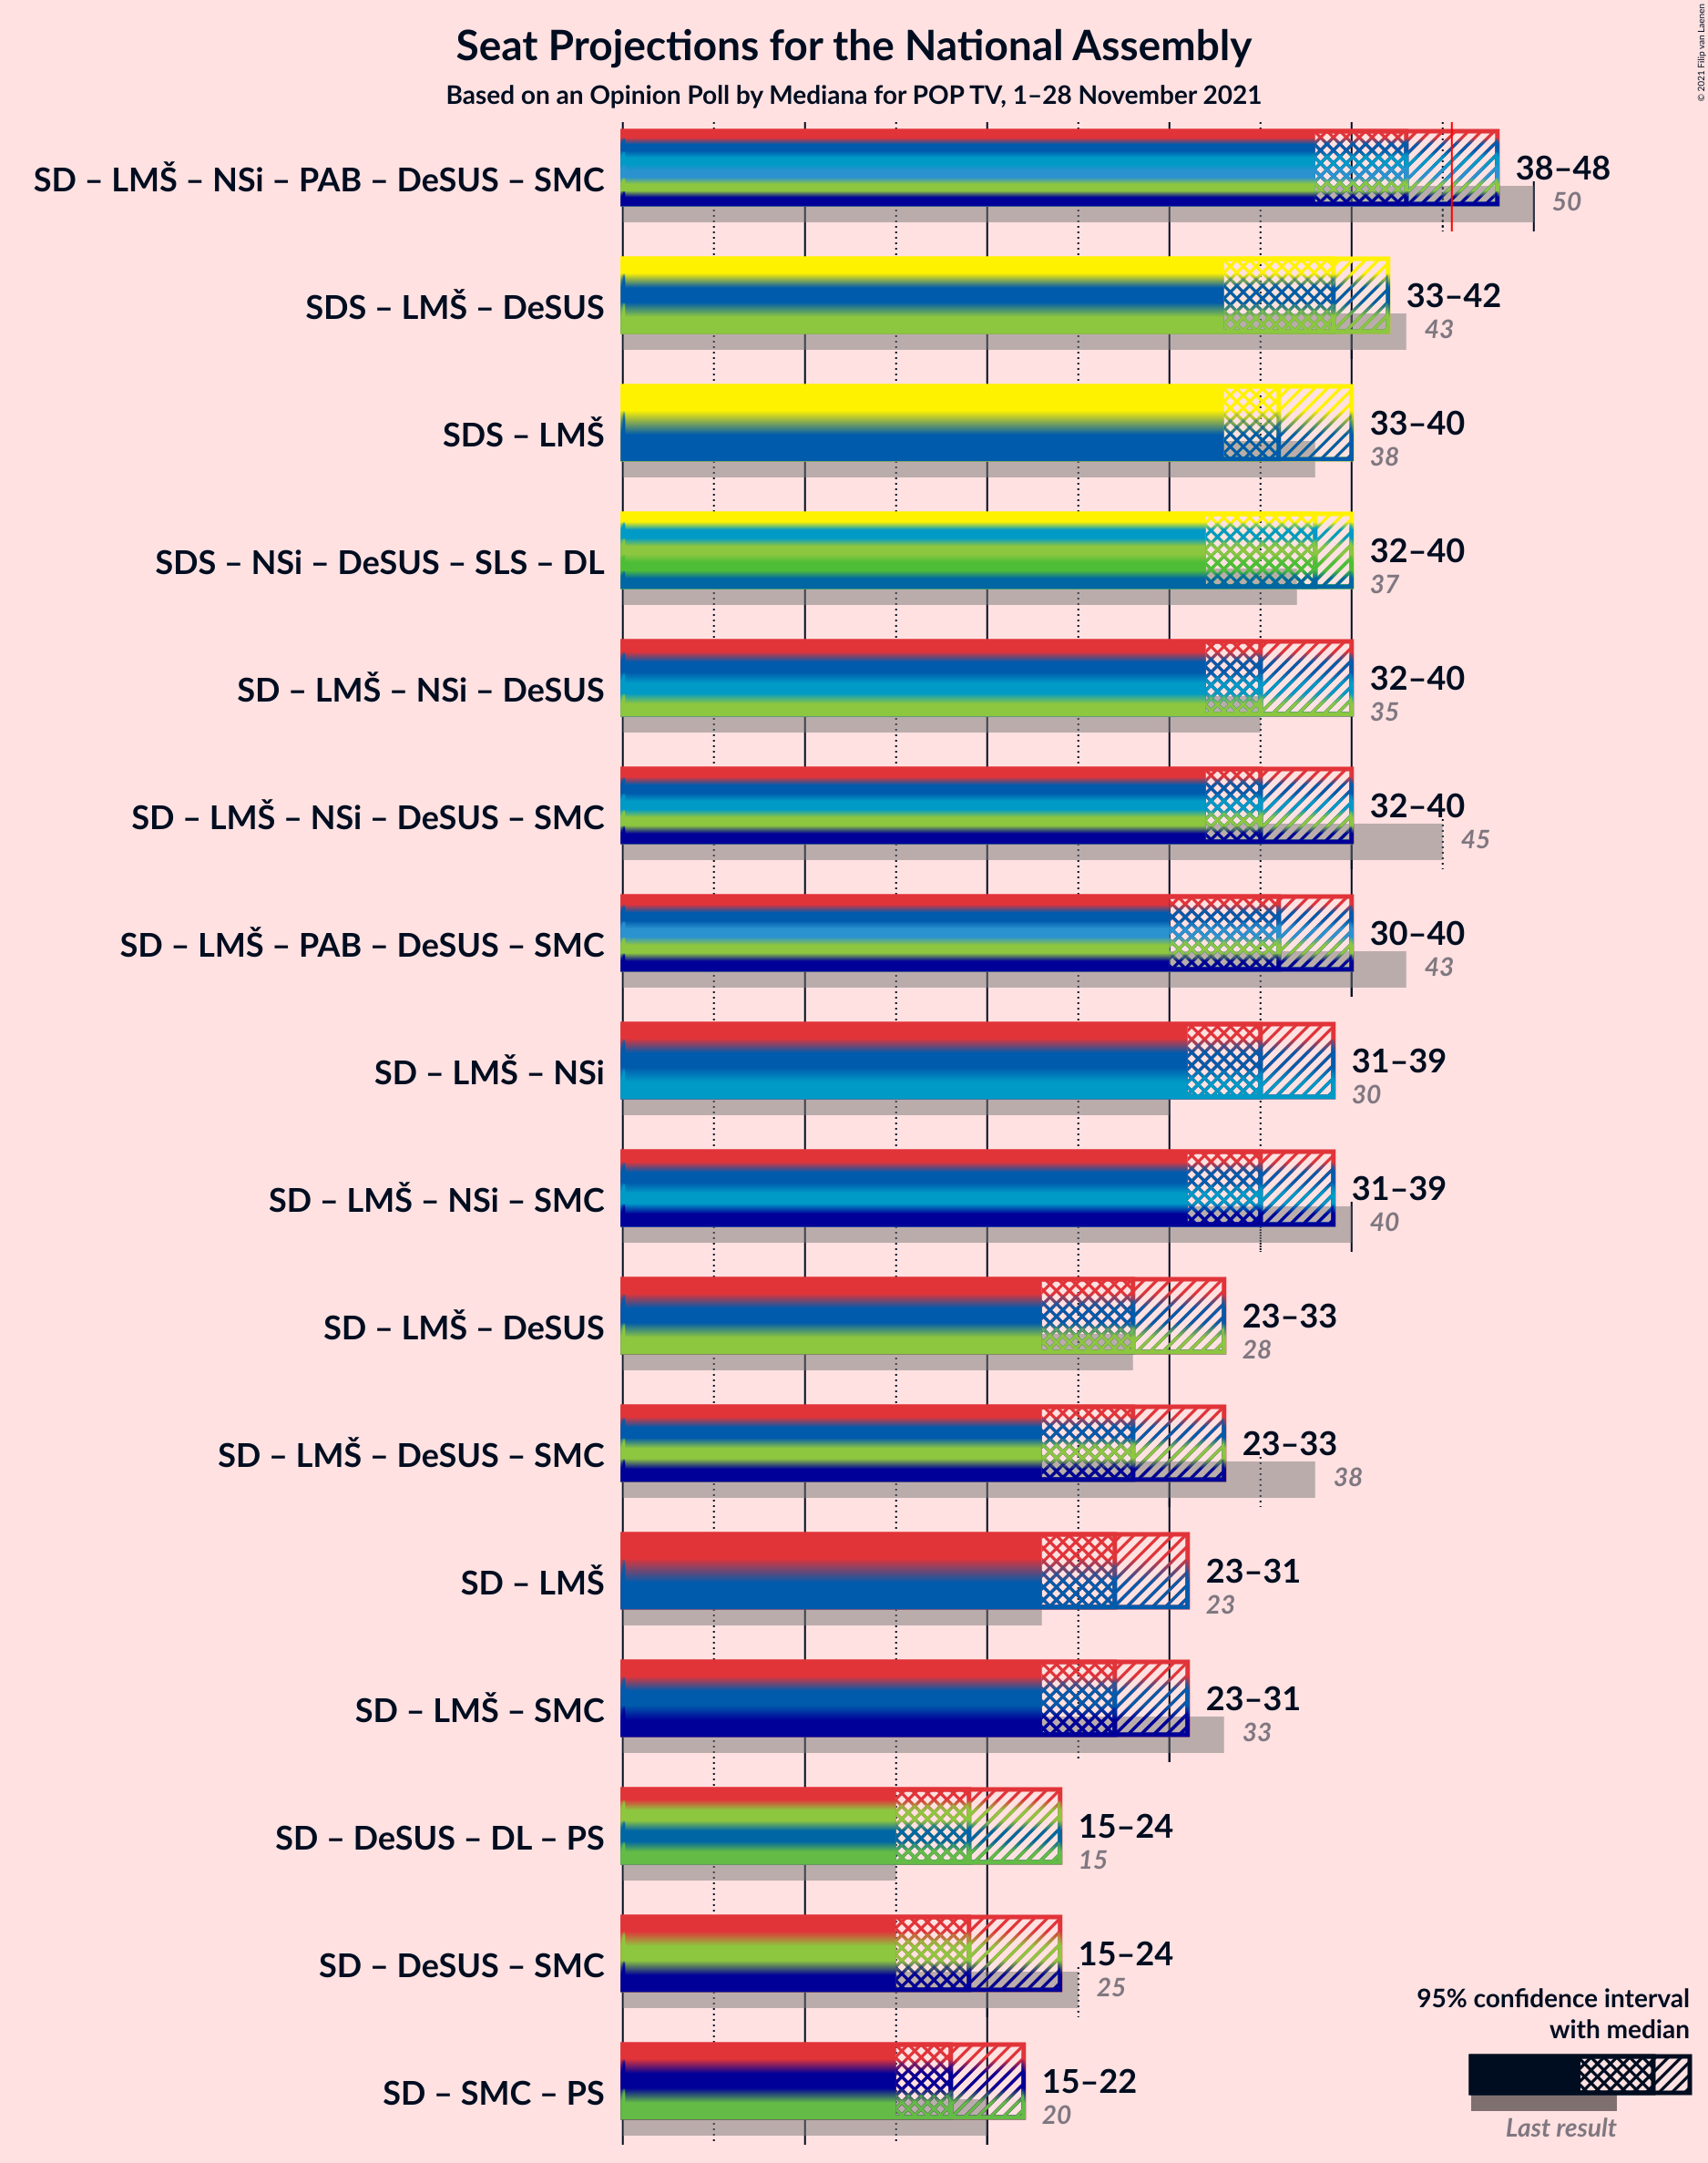 Seat Projections for the National Assembly
Based on an Opinion Poll by Mediana for POP TV, 1–28 November 2021
© 2021 Filip van Laenen
SD – LMŠ – NSi – PAB – DeSUS – SMC
38–48
50
SDS – LMŠ – DeSUS
33–42
43
SDS – LMŠ
33–40
38
SDS – NSi – DeSUS – SLS – DL
32–40
37
SD – LMŠ – NSi – DeSUS
32–40
35
SD – LMŠ – NSi – DeSUS – SMC
32–40
45
SD – LMŠ – PAB – DeSUS – SMC
30–40
43
SD – LMŠ – NSi
31–39
30
SD – LMŠ – NSi – SMC
31–39
40
SD – LMŠ – DeSUS
23–33
28
SD – LMŠ – DeSUS – SMC
23–33
38
SD – LMŠ
23–31
23
SD – LMŠ – SMC
23–31
33
SD – DeSUS – DL – PS
15–24
15
SD – DeSUS – SMC
15–24
25
SD – SMC – PS
15–22
20
95% confidence interval
with median
Last result